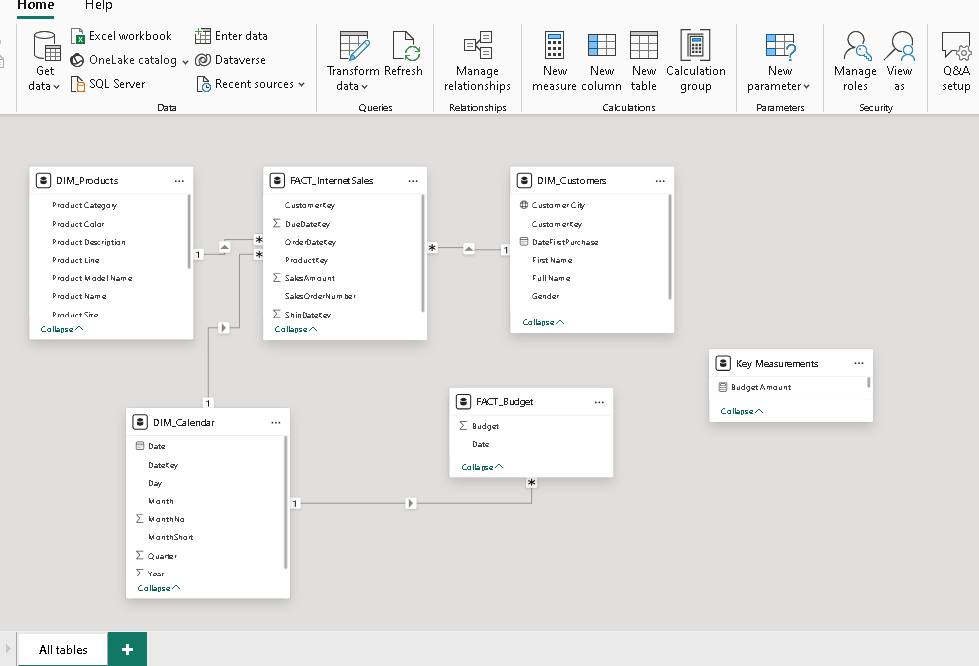 Home Help
Get data
Excel workbook
OneLake catalog
SQL Server
Enter data
Dataverse
Recent sources
Data
Transform data
Refresh
Queries
Manage relationships
Relationships
New measure
New column
New table
Calculation group
Calculations
New parameter
Parameters
Manage roles
View as
Security
Q&A setup
DIM_Products
Product Category
Product Color
Product Description
Product Line
Product Model Name
Product Name
Product Size
Collapse
FACT_InternetSales
CustomerKey
DueDateKey
OrderDateKey
ProductKey
SalesAmount
SalesOrderNumber
ShipDateKey
Collapse
DIM_Customers
Customer City
CustomerKey
DateFirstPurchase
First Name
Full Name
Gender
Collapse
1
*
*
*
1
1
Key Measurements
Budget Amount
Collapse
FACT_Budget
Budget
Date
Collapse
*
DIM_Calendar
Date
DateKey
Day
Month
MonthNo
MonthShort
Quarter
Year
Collapse
1
All tables
+